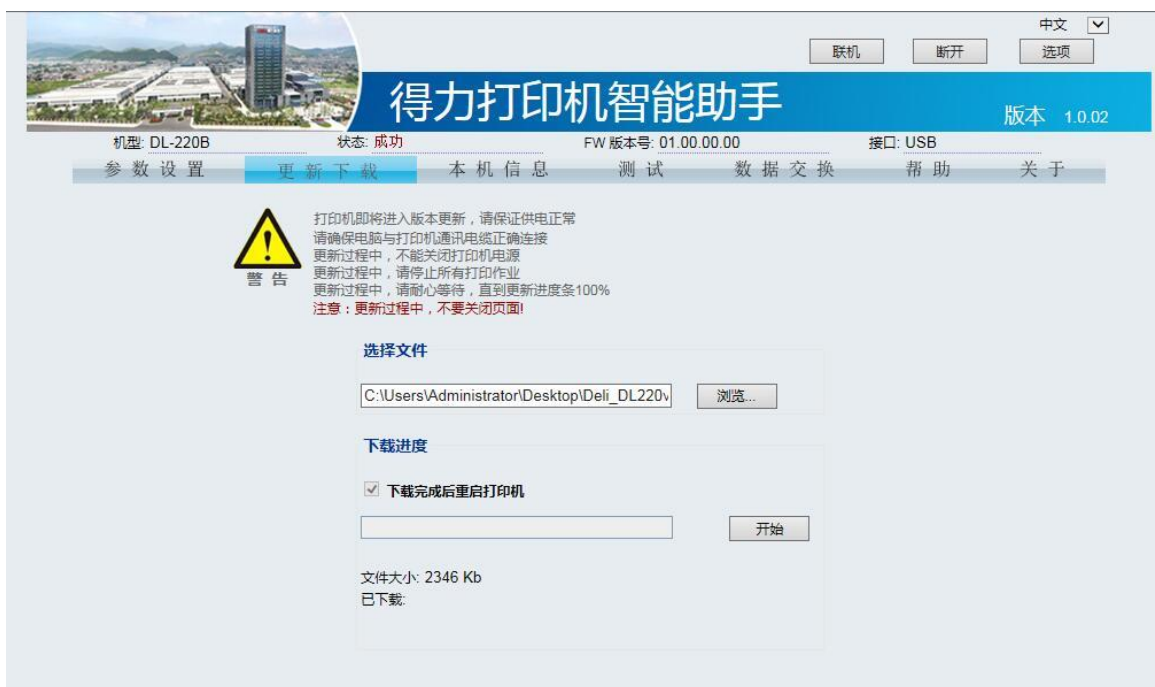 中文
联机
断开
选项
得力打印机智能助手
版本 1.0.02
机型: DL-220B
状态: 成功
FW 版本号: 01.00.00.00
接口: USB
参数设置
更新下载
本机信息
测试
数据交换
帮助
关于
警告
打印机即将进入版本更新，请保证供电正常
请确保电脑与打印机通讯电缆正确连接
更新过程中，不能关闭打印机电源
更新过程中，请停止所有打印作业
更新过程中，请耐心等待，直到更新进度条100%
注意：更新过程中，不要关闭页面!
选择文件
C:\Users\Administrator\Desktop\Deli_DL220v
浏览...
下载进度
下载完成后重启打印机
开始
文件大小: 2346 Kb
已下载: